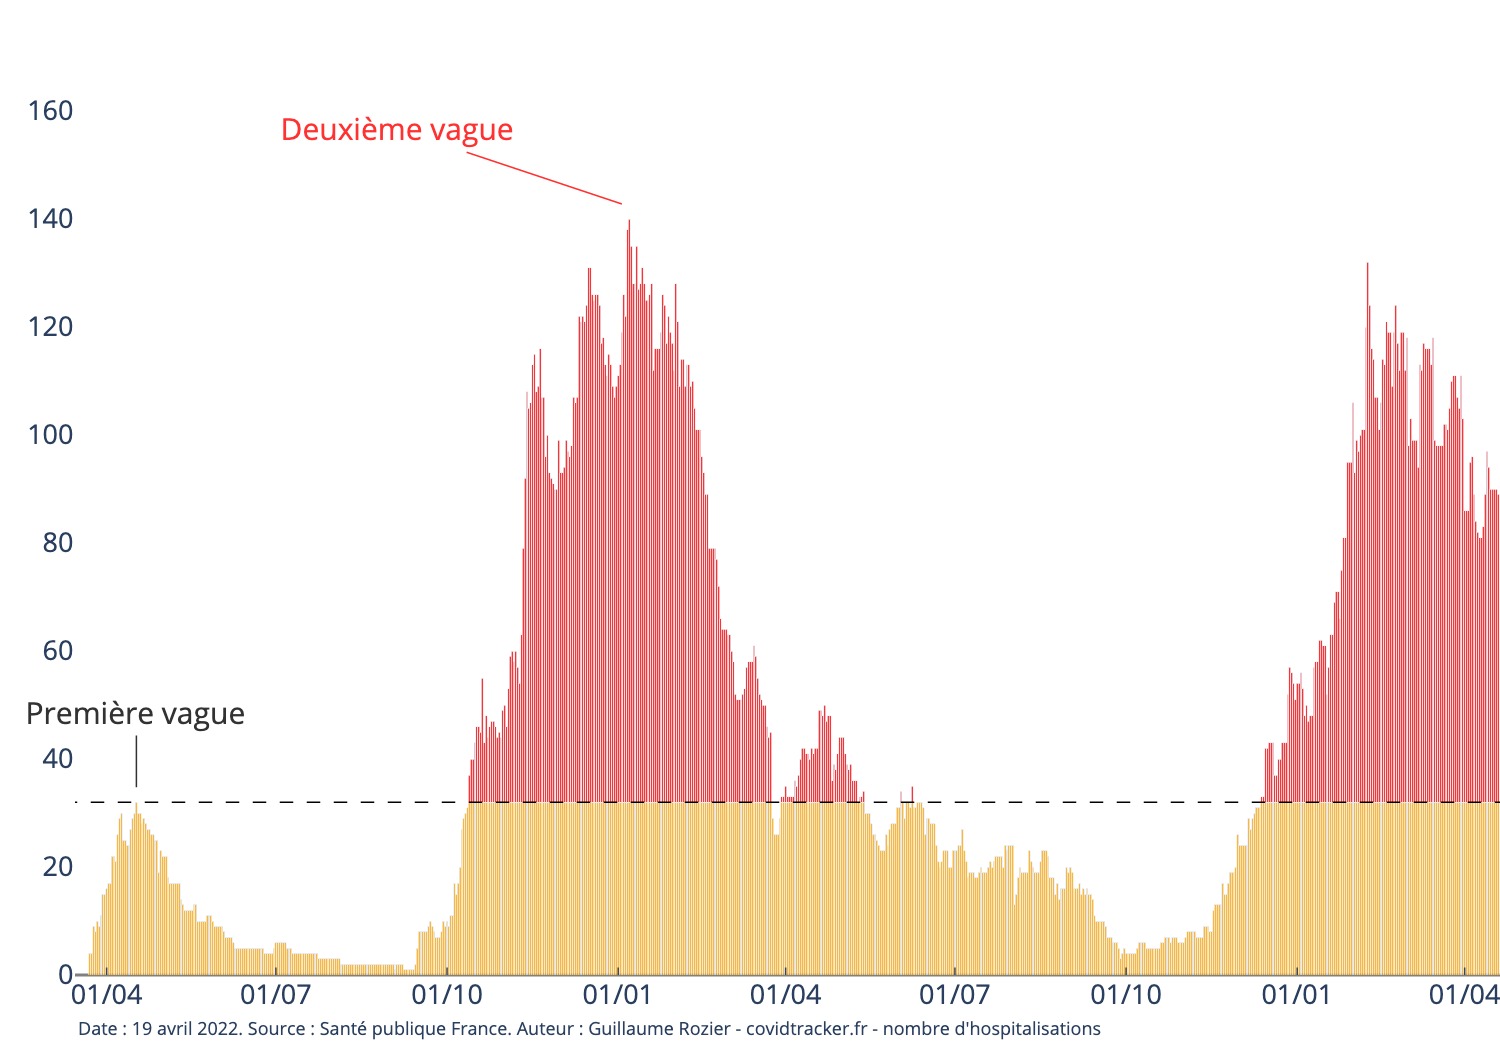 160
Deuxième vague
140
120
100
80
60
Première vague
40
20
0
01/04 01/07 01/10 01/01 01/04 01/07 01/10 01/01 01/04
Date : 19 avril 2022. Source : Santé publique France. Auteur : Guillaume Rozier - covidtracker.fr - nombre d'hospitalisations